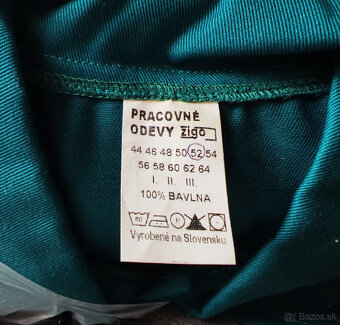 PRACOVNÉ
ODEVY žigo
44 46 48 50 52 54
56 58 60 62 64
I. II. III.
100% BAVLNA
Vyrobené na Slovensku
© Bazos.sk